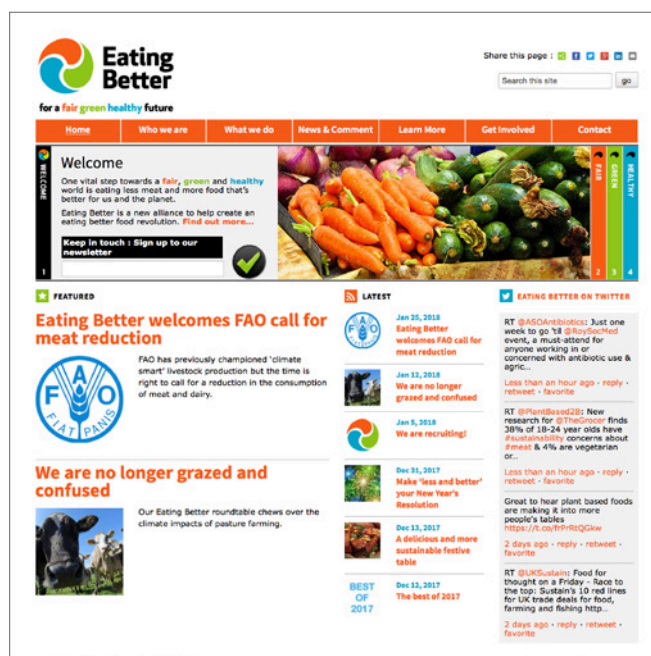 Eating
Better
for a fair green healthy future
Share this page :
Search this site
go
Home
Who we are
What we do
News & Comment
Learn More
Get Involved
Contact
WELCOME
1
Welcome
One vital step towards a fair, green and healthy
world is eating less meat and more food that's
better for us and the planet.
Eating Better is a new alliance to help create an
eating better food revolution. Find out more...
Keep in touch : Sign up to our
newsletter
FAIR
2
GREEN
3
HEALTHY
4
FEATURED
Eating Better welcomes FAO call for
meat reduction
F A O
FIAT PANIS
FAO has previously championed 'climate
smart' livestock production but the time is
right to call for a reduction in the consumption
of meat and dairy.
We are no longer grazed and
confused
Our Eating Better roundtable chews over the
climate impacts of pasture farming.
LATEST
Jan 25, 2018
Eating Better
welcomes FAO call for
meat reduction
Jan 12, 2018
We are no longer
grazed and confused
Jan 5, 2018
We are recruiting!
Dec 31, 2017
Make 'less and better'
your New Year's
Resolution
Dec 13, 2017
A delicious and more
sustainable festive
table
BEST
OF
2017
Dec 12, 2017
The best of 2017
EATING BETTER ON TWITTER
RT @ASOAntibiotics: Just one
week to go 'til @RoySocMed
event, a must-attend for
anyone working in or
concerned with antibiotic use &
agric...
Less than an hour ago · reply ·
retweet · favorite
RT @PlantBased2B: New
research for @TheGrocer finds
38% of 18-24 year olds have
#sustainability concerns about
#meat & 4% are vegetarian
or...
Less than an hour ago · reply ·
retweet · favorite
Great to hear plant based foods
are making it into more
people's tables
https://t.co/frPrRtQGkw
2 days ago · reply · retweet ·
favorite
RT @UKSustain: Food for
thought on a Friday - Race to
the top: Sustain's 10 red lines
for UK trade deals for food,
farming and fishing http...
2 days ago · reply · retweet ·
favorite